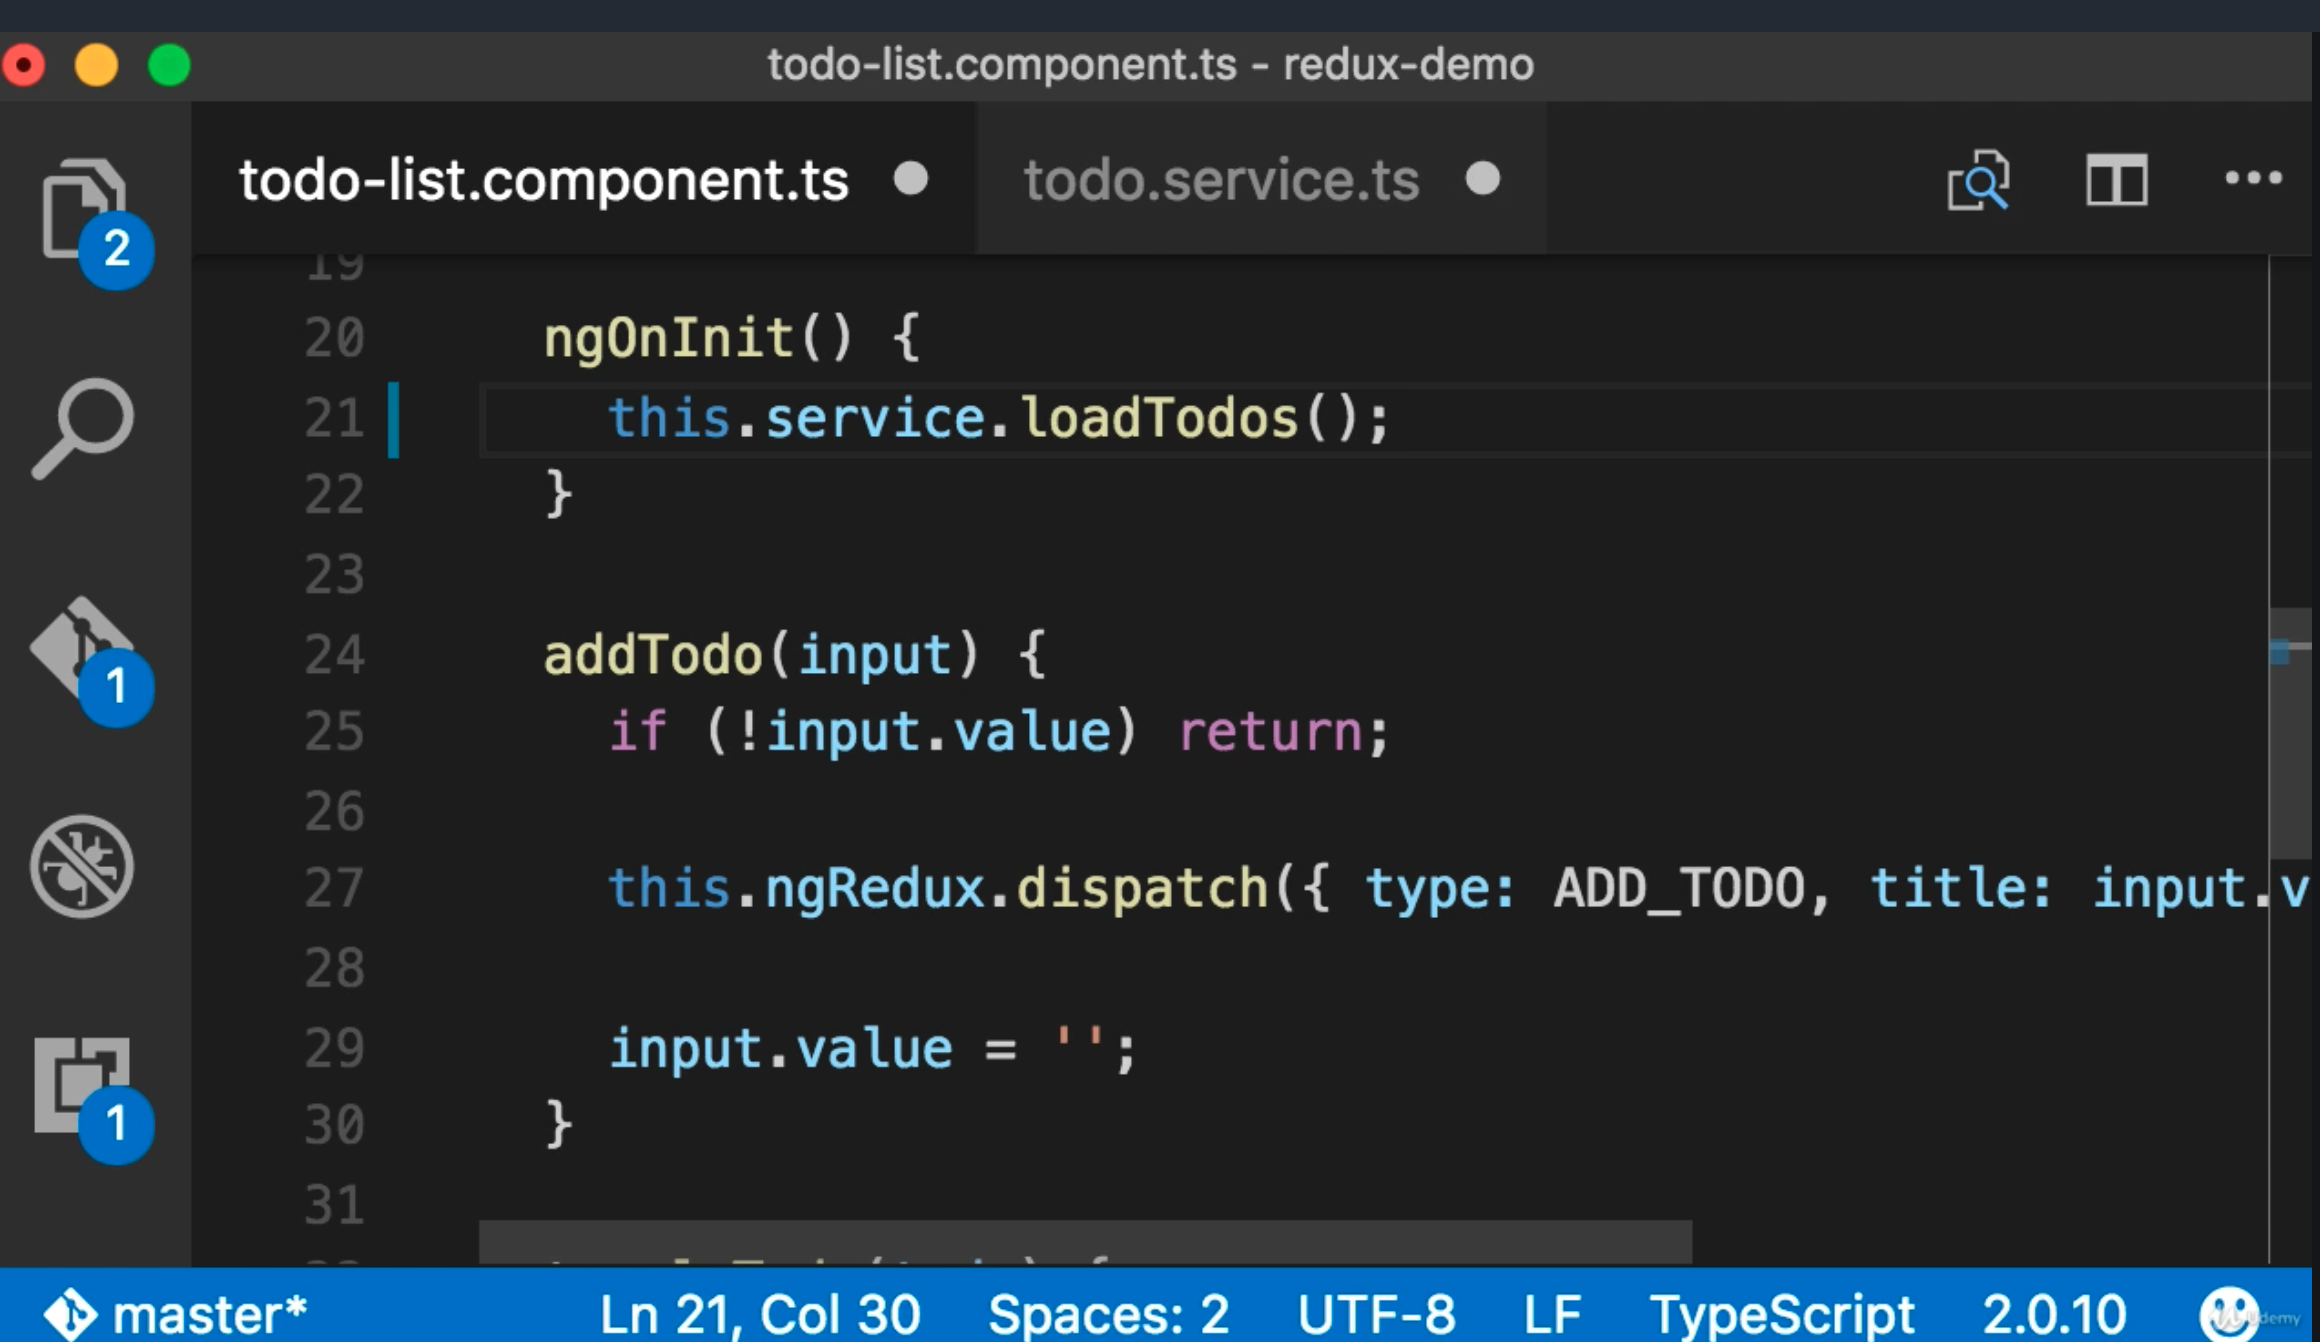 todo-list.component.ts - redux-demo
todo-list.component.ts todo.service.ts
2
19
20 ngOnInit() {
21 this.service.loadTodos();
22 }
23
24 addTodo(input) {
1
25 if (!input.value) return;
26
27 this.ngRedux.dispatch({ type: ADD_TODO, title: input.v
28
29 input.value = '';
30 }
1
31
master* Ln 21, Col 30 Spaces: 2 UTF-8 LF TypeScript 2.0.10